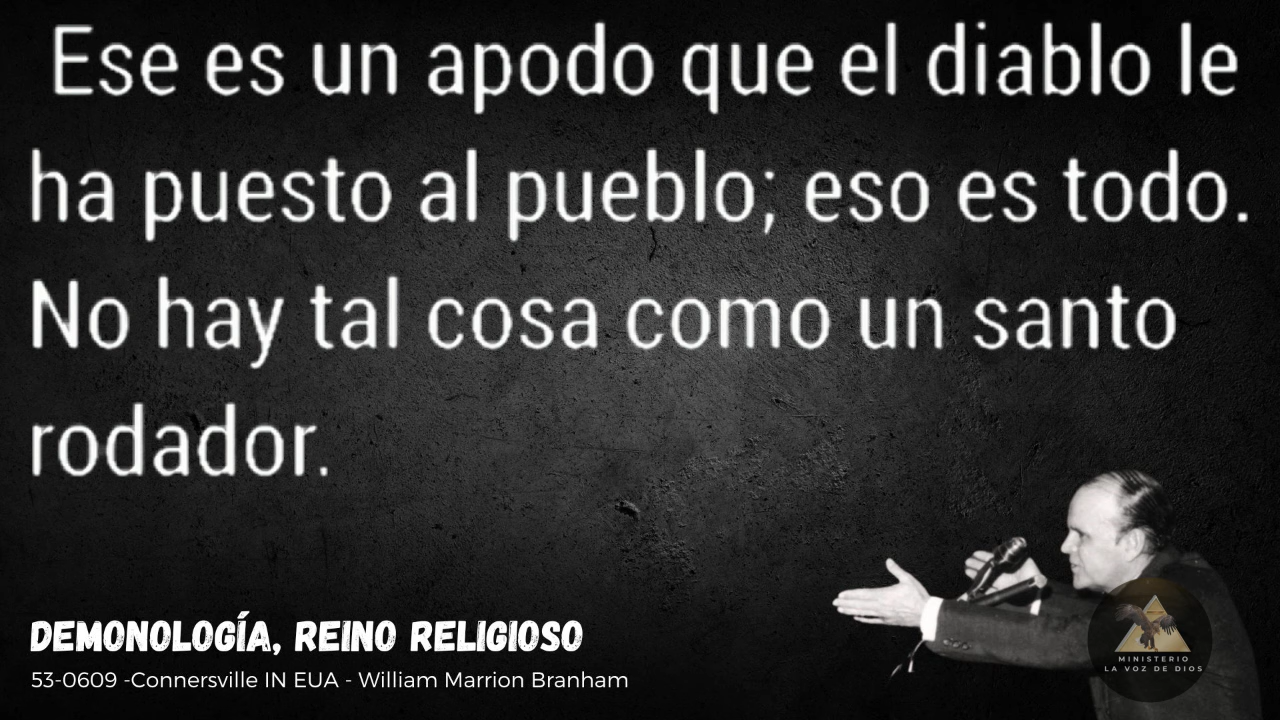 Ese es un apodo que el diablo le
ha puesto al pueblo; eso es todo.
No hay tal cosa como un santo
rodador.
DEMONOLOGÍA, REINO RELIGIOSO
53-0609 -Connersville IN EUA - William Marrion Branham
MINISTERIO
LA VOZ DE DIOS